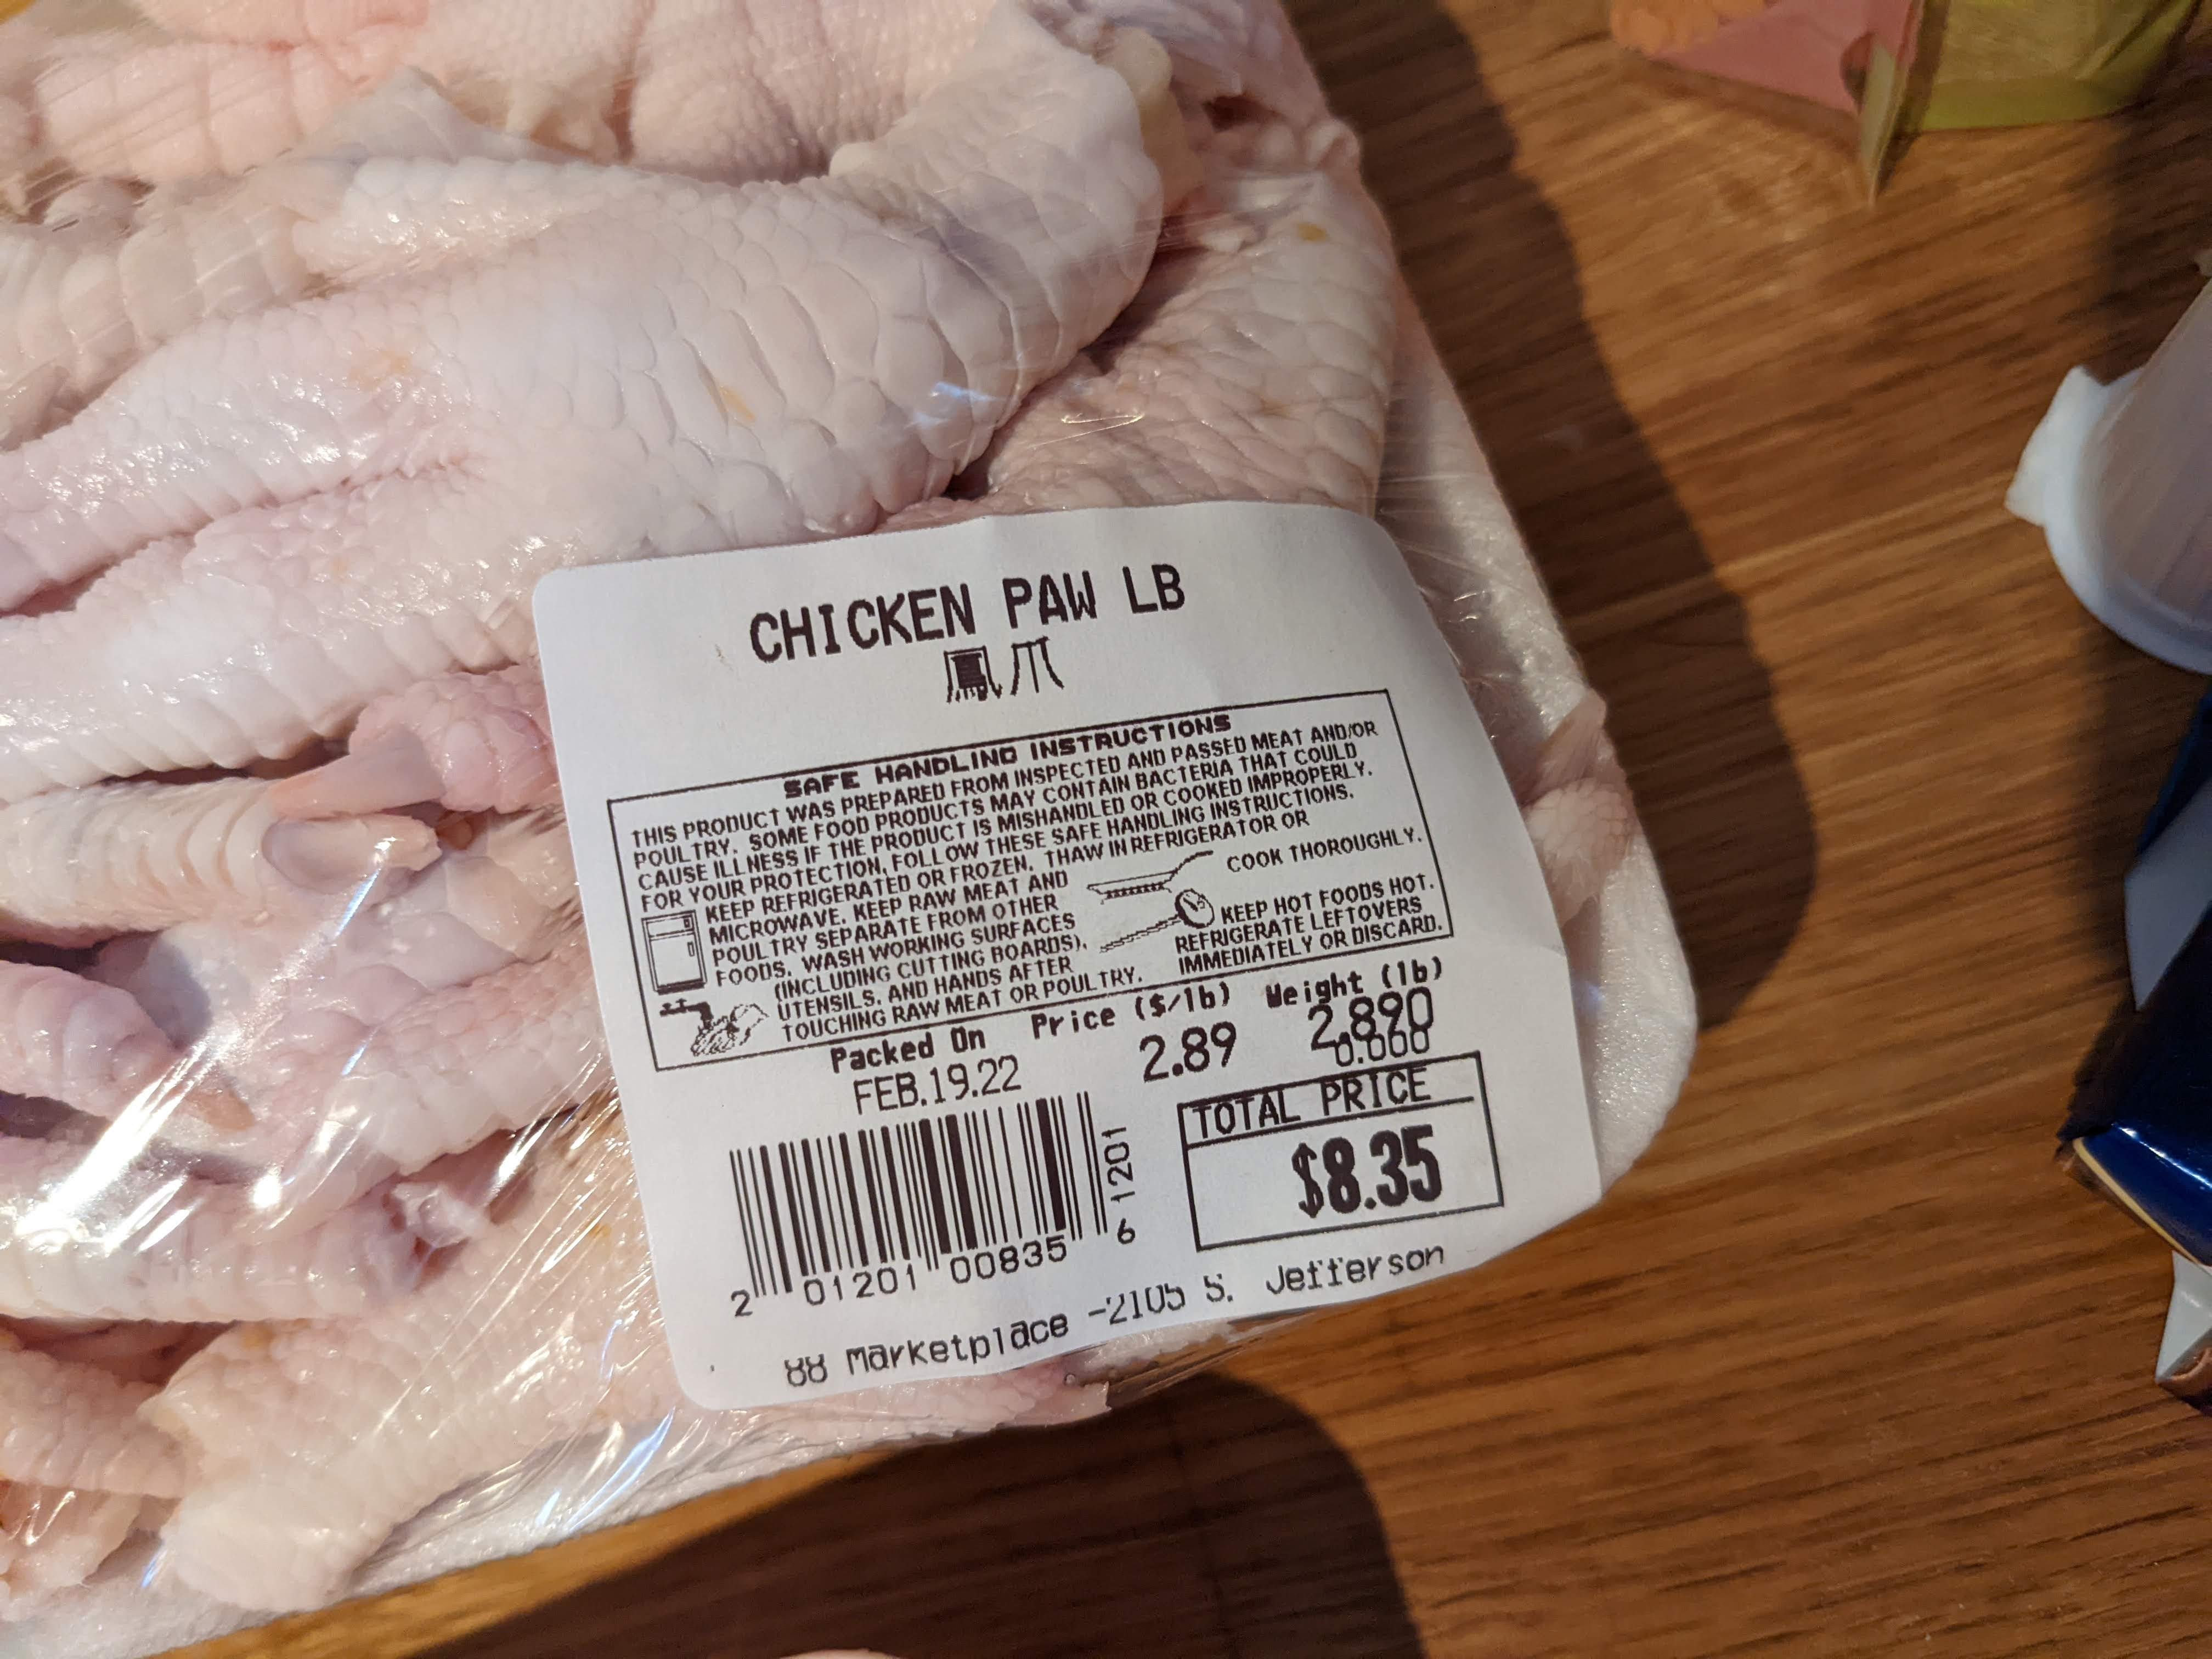 CHICKEN PAW LB
鳳爪
SAFE HANDLING INSTRUCTIONS
THIS PRODUCT WAS PREPARED FROM INSPECTED AND PASSED MEAT AND/OR
POULTRY. SOME FOOD PRODUCTS MAY CONTAIN BACTERIA THAT COULD
CAUSE ILLNESS IF THE PRODUCT IS MISHANDLED OR COOKED IMPROPERLY.
FOR YOUR PROTECTION, FOLLOW THESE SAFE HANDLING INSTRUCTIONS.
KEEP REFRIGERATED OR FROZEN. THAW IN REFRIGERATOR OR
MICROWAVE. KEEP RAW MEAT AND
POULTRY SEPARATE FROM OTHER
FOODS. WASH WORKING SURFACES
(INCLUDING CUTTING BOARDS),
UTENSILS, AND HANDS AFTER
TOUCHING RAW MEAT OR POULTRY.
COOK THOROUGHLY.
KEEP HOT FOODS HOT.
REFRIGERATE LEFTOVERS
IMMEDIATELY OR DISCARD.
Packed On Price ($/lb) Weight (lb)
FEB.19.22 2.89 2.890
0.000
TOTAL PRICE
$8.35
2 01201 00835 6 1201
88 Marketplace -2105 S. Jefferson